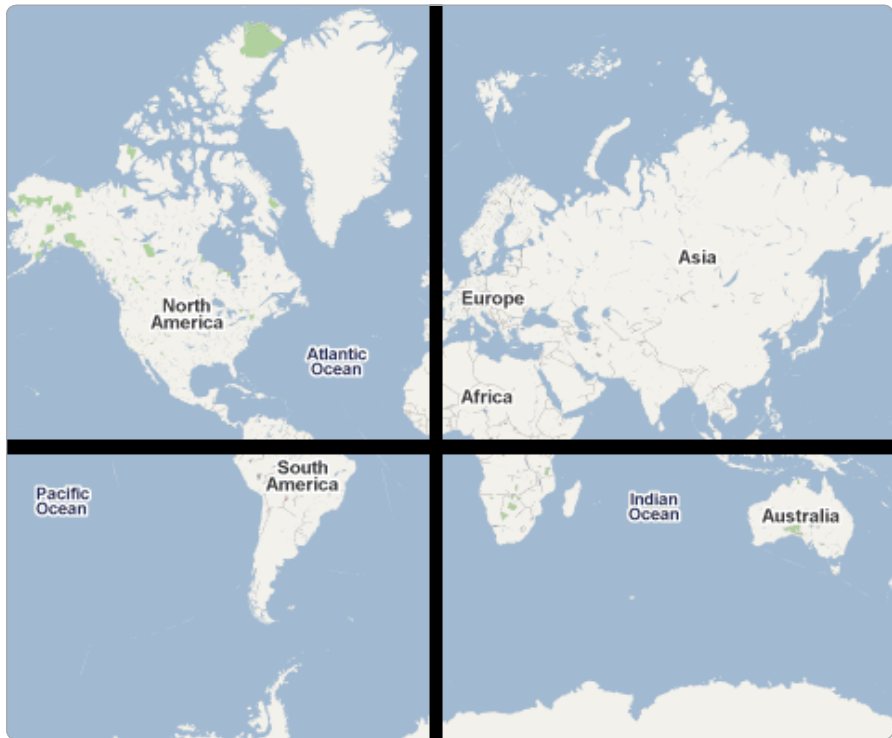 Asia
Europe
North
America
Atlantic
Ocean
Africa
South
America
Pacific
Ocean
Indian
Ocean
Australia